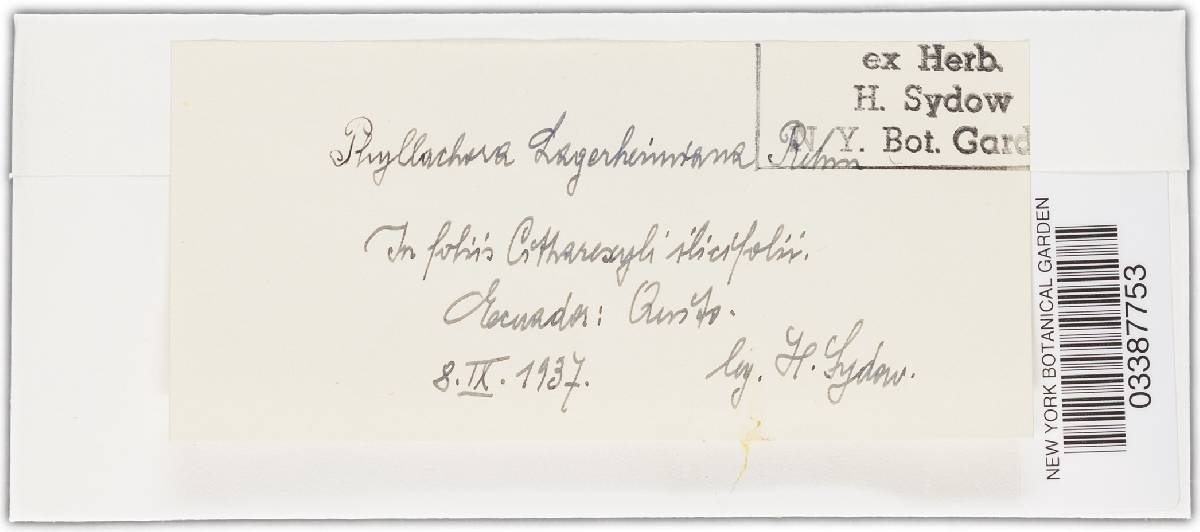 ex Herb.
H. Sydow
N. Y. Bot. Gard
Phyllachora Lagerheimiana Rehm
In foliis Citharexyli ilicifolii.
Ecuador: Quito.
8. IX. 1937.
leg. H. Sydow.
NEW YORK BOTANICAL GARDEN
03387753